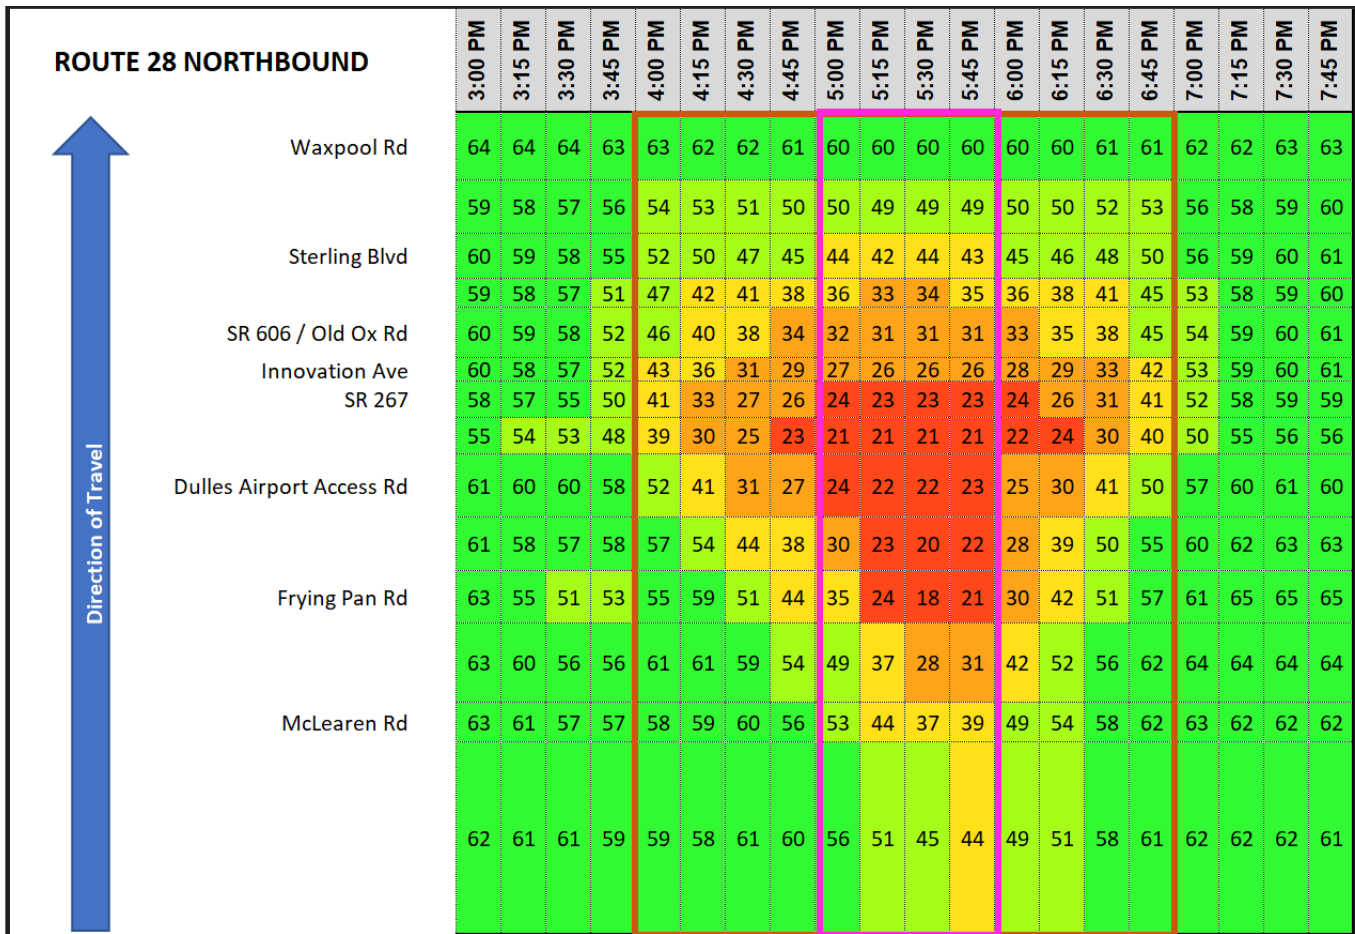 ROUTE 28 NORTHBOUND
3:00 PM 3:15 PM 3:30 PM 3:45 PM 4:00 PM 4:15 PM 4:30 PM 4:45 PM 5:00 PM 5:15 PM 5:30 PM 5:45 PM 6:00 PM 6:15 PM 6:30 PM 6:45 PM 7:00 PM 7:15 PM 7:30 PM 7:45 PM
Waxpool Rd 64 64 64 63 63 62 62 61 60 60 60 60 60 60 61 61 62 62 63 63
59 58 57 56 54 53 51 50 50 49 49 49 50 50 52 53 56 58 59 60
Sterling Blvd 60 59 58 55 52 50 47 45 44 42 44 43 45 46 48 50 56 59 60 61
59 58 57 51 47 42 41 38 36 33 34 35 36 38 41 45 53 58 59 60
SR 606 / Old Ox Rd 60 59 58 52 46 40 38 34 32 31 31 31 33 35 38 45 54 59 60 61
Innovation Ave 60 58 57 52 43 36 31 29 27 26 26 26 28 29 33 42 53 59 60 61
SR 267 58 57 55 50 41 33 27 26 24 23 23 23 24 26 31 41 52 58 59 59
55 54 53 48 39 30 25 23 21 21 21 21 22 24 30 40 50 55 56 56
Dulles Airport Access Rd 61 60 60 58 52 41 31 27 24 22 22 23 25 30 41 50 57 60 61 60
61 58 57 58 57 54 44 38 30 23 20 22 28 39 50 55 60 62 63 63
Frying Pan Rd 63 55 51 53 55 59 51 44 35 24 18 21 30 42 51 57 61 65 65 65
63 60 56 56 61 61 59 54 49 37 28 31 42 52 56 62 64 64 64 64
McLearen Rd 63 61 57 57 58 59 60 56 53 44 37 39 49 54 58 62 63 62 62 62
62 61 61 59 59 58 61 60 56 51 45 44 49 51 58 61 62 62 62 61
Direction of Travel